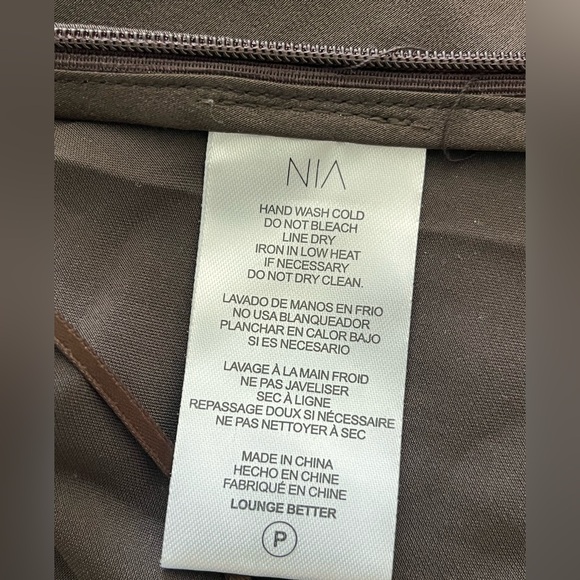 NIA
HAND WASH COLD
DO NOT BLEACH
LINE DRY
IRON IN LOW HEAT
IF NECESSARY
DO NOT DRY CLEAN.
LAVADO DE MANOS EN FRIO
NO USA BLANQUEADOR
PLANCHAR EN CALOR BAJO
SI ES NECESARIO
LAVAGE À LA MAIN FROID
NE PAS JAVELISER
SEC À LIGNE
REPASSAGE DOUX SI NÉCESSAIRE
NE PAS NETTOYER À SEC
MADE IN CHINA
HECHO EN CHINE
FABRIQUÉ EN CHINE
LOUNGE BETTER
P